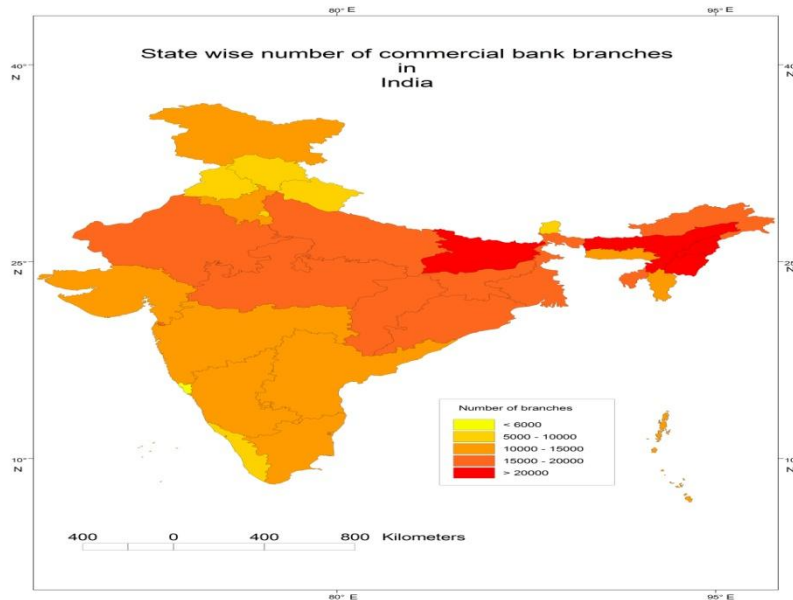 80° E
95° E
State wise number of commercial bank branches
in
India
40° N
40° N
25° N
25° N
10° N
10° N
Number of branches
< 6000
5000 - 10000
10000 - 15000
15000 - 20000
> 20000
400 0 400 800 Kilometers
80° E
95° E